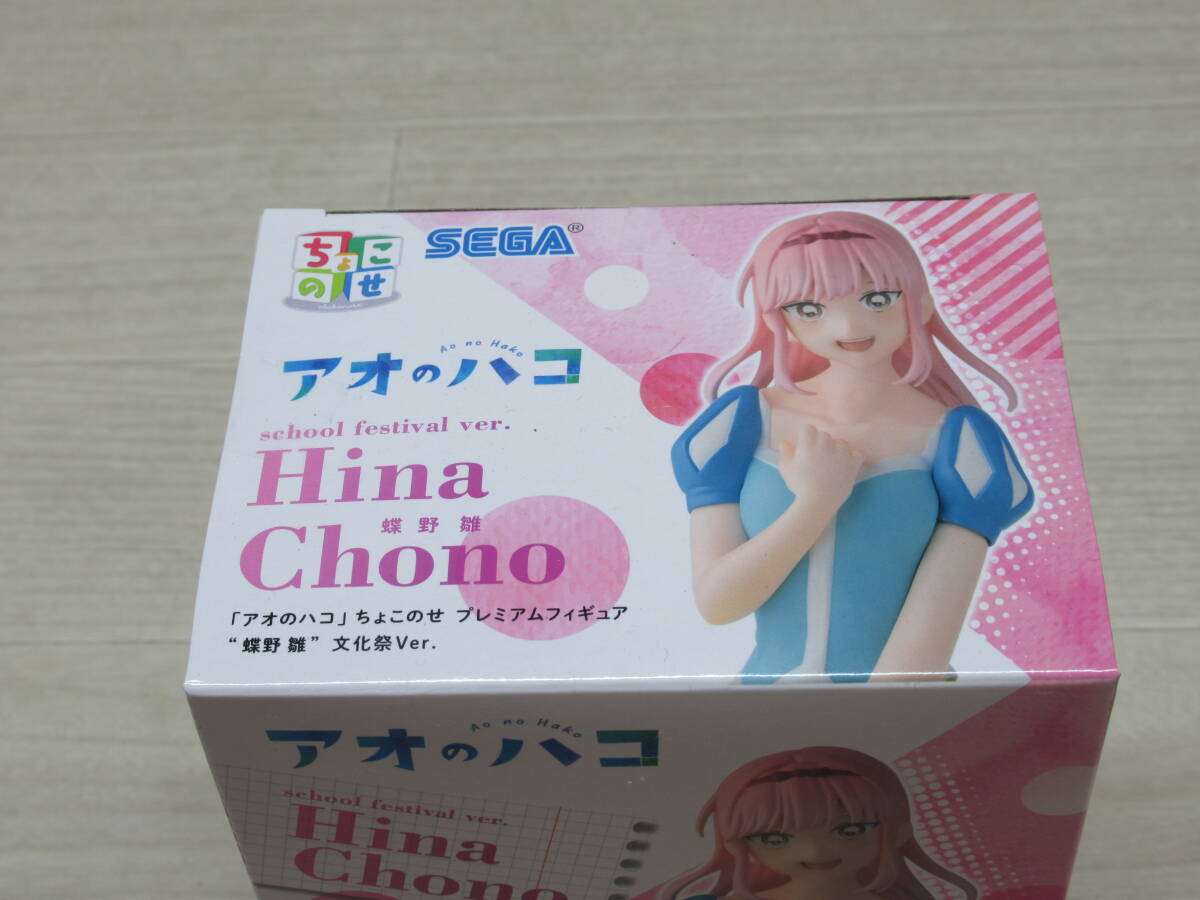 ちょこのせ
SEGA®
Ao no Hako
アオのハコ
school festival ver.
Hina
蝶野 雛
Chono
「アオのハコ」ちょこのせ プレミアムフィギュア
“蝶野 雛” 文化祭Ver.
Ao no Hako
アオのハコ
school festival ver.
Hina
Chono